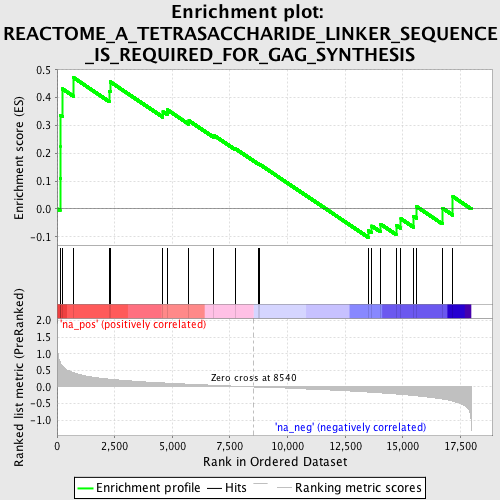 Enrichment plot:
REACTOME_A_TETRASACCHARIDE_LINKER_SEQUENCE
_IS_REQUIRED_FOR_GAG_SYNTHESIS
Enrichment score (ES)
0.5
0.4
0.3
0.2
0.1
0.0
-0.1
'na_pos' (positively correlated)
Ranked list metric (PreRanked)
2.0
1.5
1.0
0.5
0.0
-0.5
-1.0
Zero cross at 8540
'na_neg' (negatively correlated)
0
2,500
5,000
7,500
10,000
12,500
15,000
17,500
Rank in Ordered Dataset
Enrichment profile
Hits
Ranking metric scores